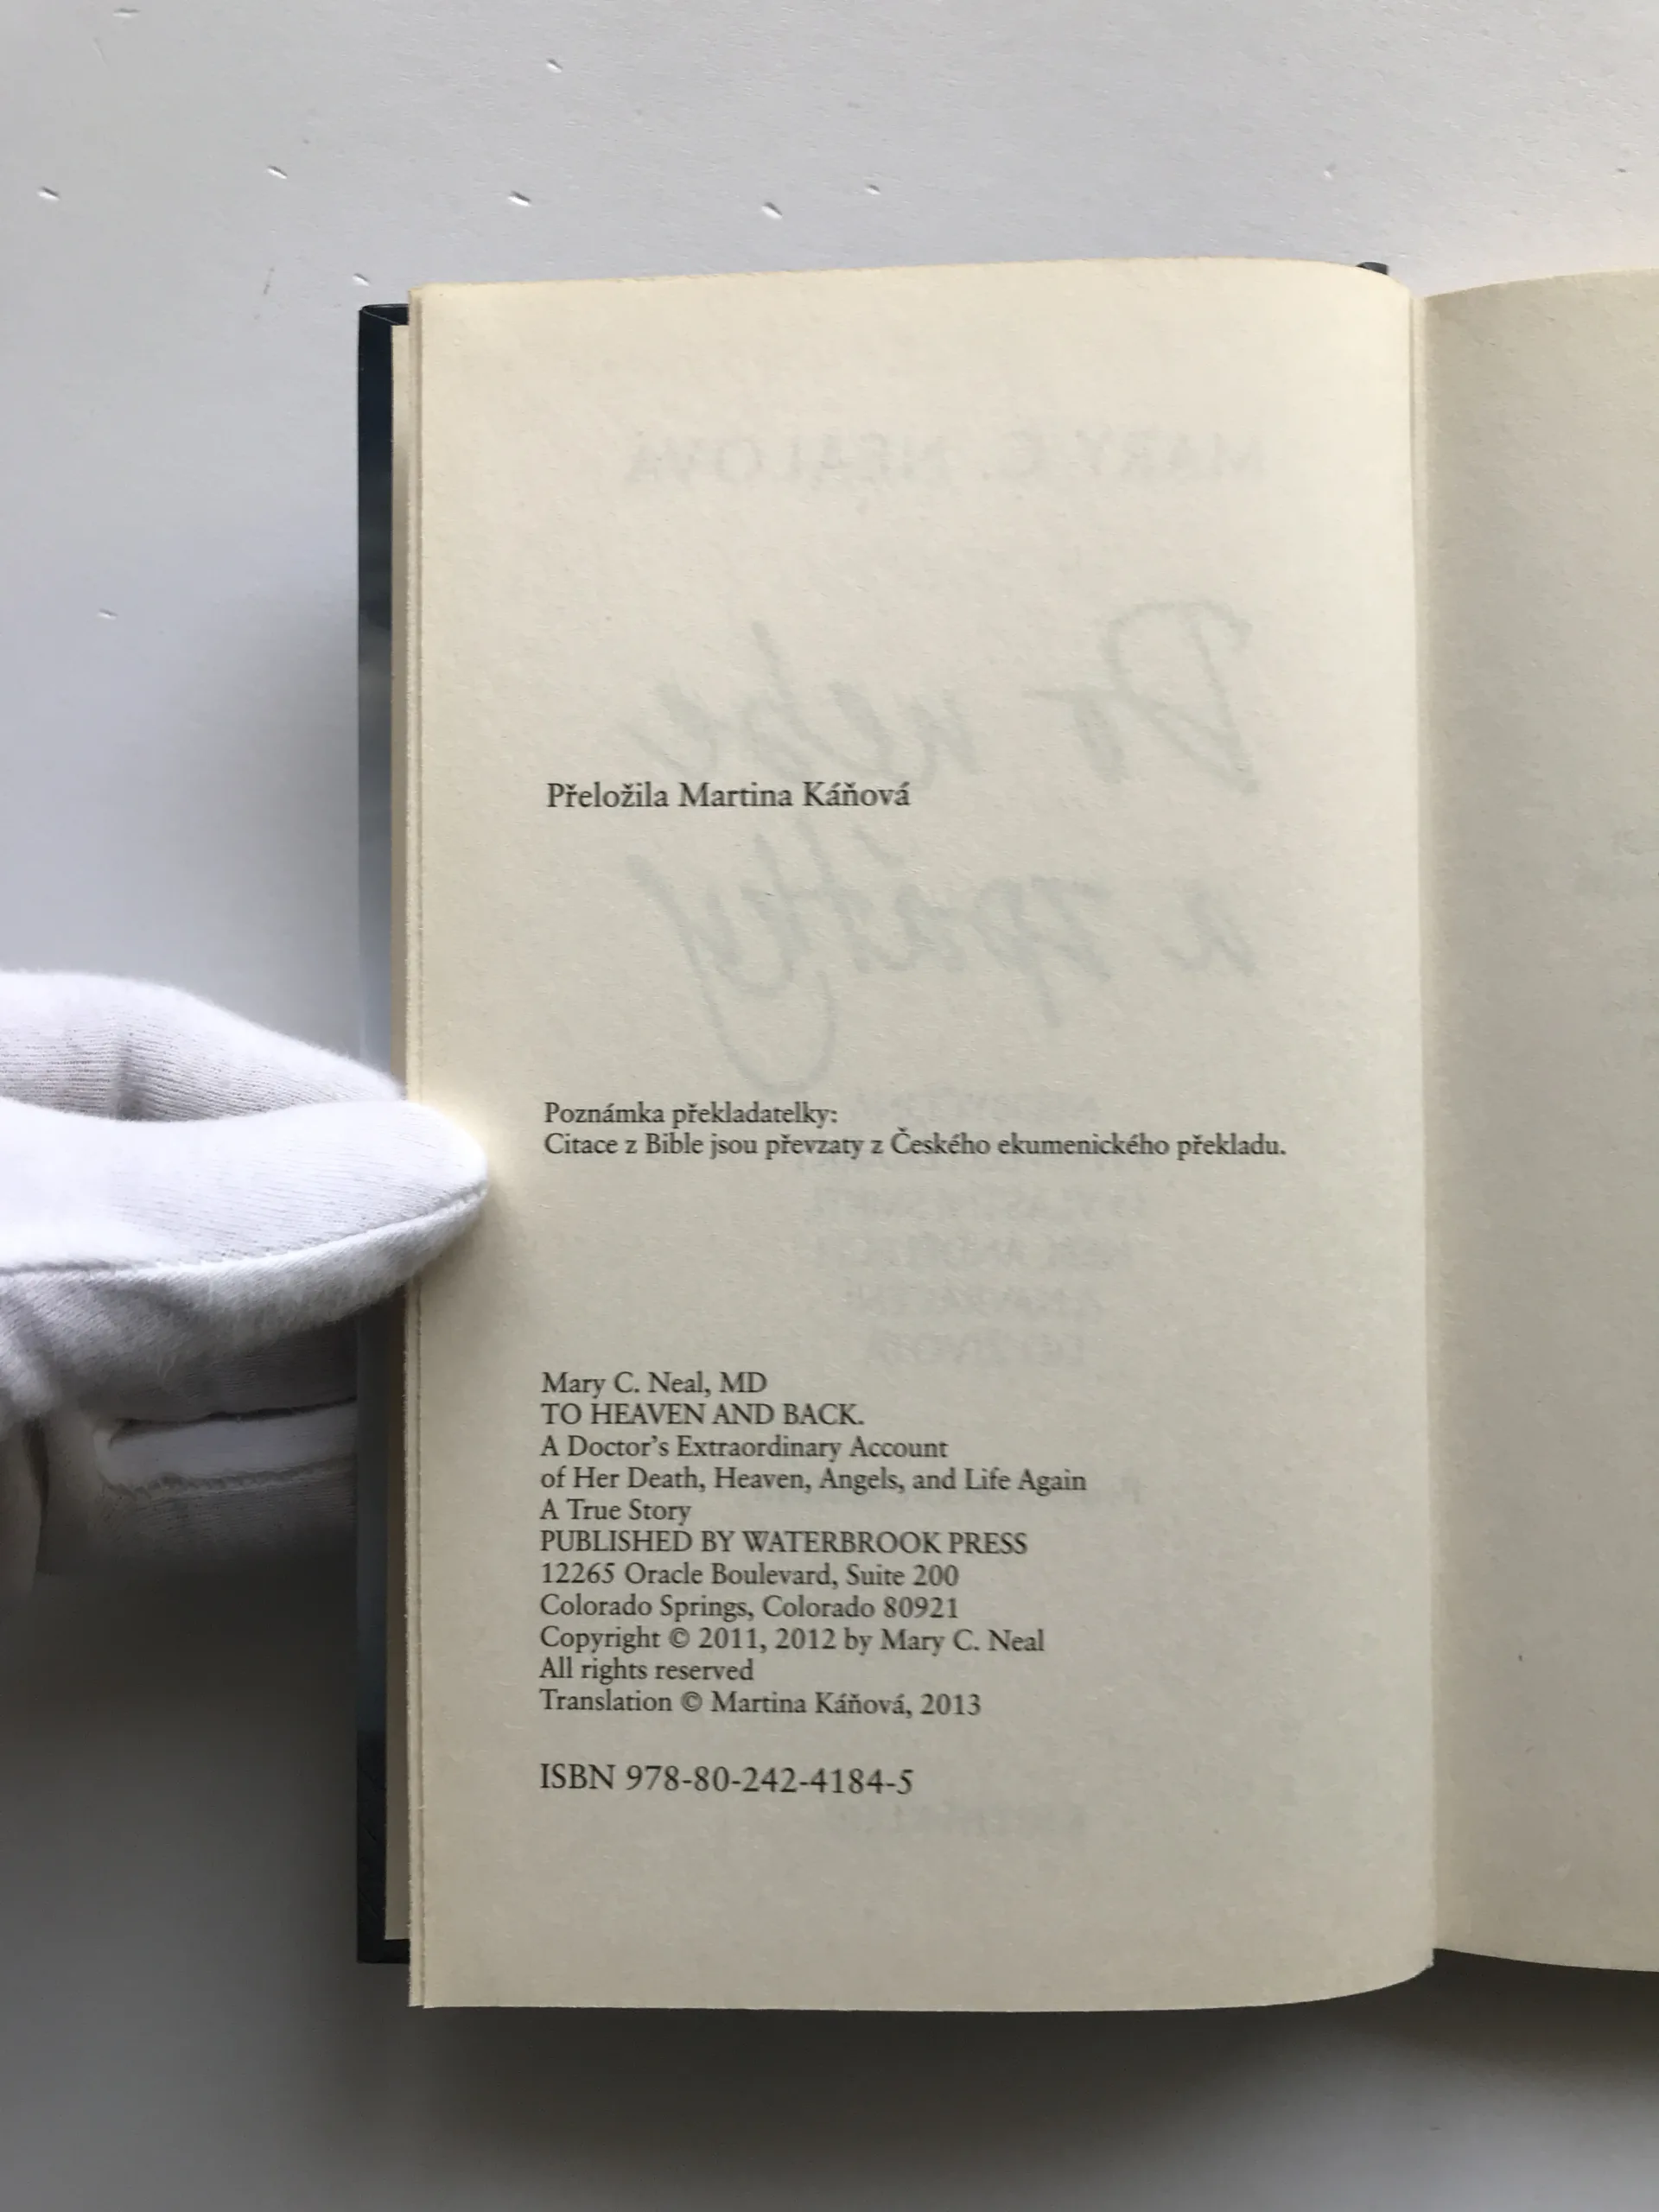 Přeložila Martina Káňová
Poznámka překladatelky:
Citace z Bible jsou převzaty z Českého ekumenického překladu.
Mary C. Neal, MD
TO HEAVEN AND BACK.
A Doctor's Extraordinary Account
of Her Death, Heaven, Angels, and Life Again
A True Story
PUBLISHED BY WATERBROOK PRESS
12265 Oracle Boulevard, Suite 200
Colorado Springs, Colorado 80921
Copyright © 2011, 2012 by Mary C. Neal
All rights reserved
Translation © Martina Káňová, 2013
ISBN 978-80-242-4184-5